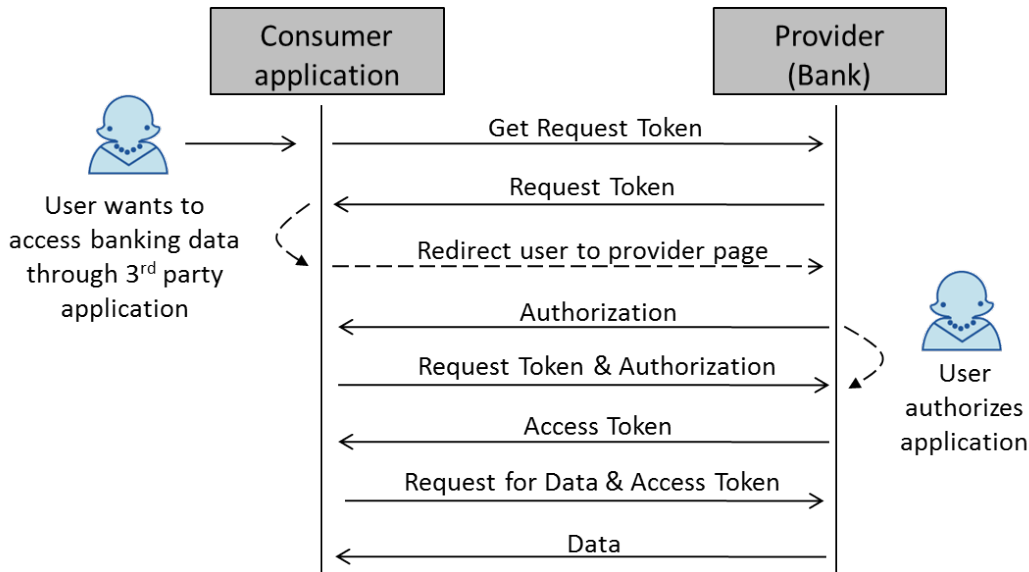 Consumer
application
Provider
(Bank)
Get Request Token
Request Token
User wants to
access banking data
through 3rd party
application
Redirect user to provider page
Authorization
Request Token & Authorization
User
authorizes
application
Access Token
Request for Data & Access Token
Data